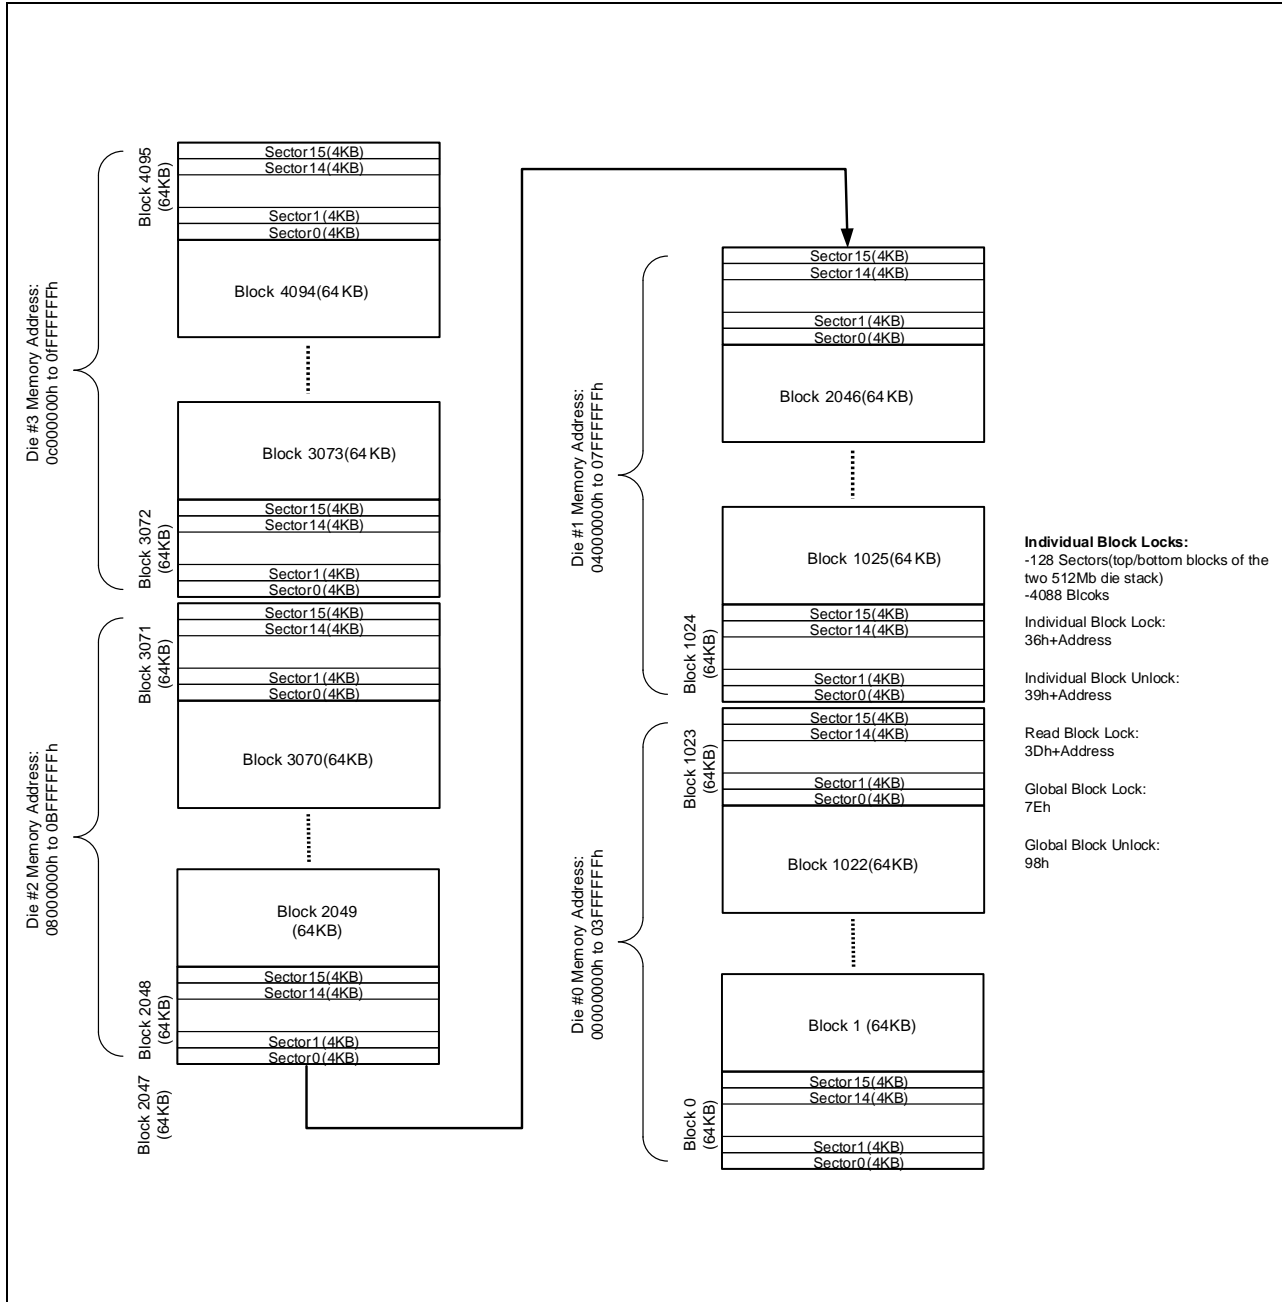 Block 4095
(64KB)
Sector15(4KB)
Sector14(4KB)
Sector1(4KB)
Sector0(4KB)
Block 4094(64KB)
Die #3 Memory Address:
0c000000h to 0fFFFFFFh
Block 3073(64KB)
Block 3072
(64KB)
Sector15(4KB)
Sector14(4KB)
Sector1(4KB)
Sector0(4KB)
Block 3071
(64KB)
Sector15(4KB)
Sector14(4KB)
Sector1(4KB)
Sector0(4KB)
Block 3070(64KB)
Die #2 Memory Address:
0800000h to 0BFFFFFFh
Block 2049
(64KB)
Block 2048
(64KB)
Sector15(4KB)
Sector14(4KB)
Sector1(4KB)
Sector0(4KB)
Block 2047
(64KB)
Sector15(4KB)
Sector14(4KB)
Sector1(4KB)
Sector0(4KB)
Block 2046(64KB)
Die #1 Memory Address:
0400000h to 07FFFFFFh
Block 1025(64KB)
Block 1024
(64KB)
Sector15(4KB)
Sector14(4KB)
Sector1(4KB)
Sector0(4KB)
Block 1023
(64KB)
Sector15(4KB)
Sector14(4KB)
Sector1(4KB)
Sector0(4KB)
Block 1022(64KB)
Die #0 Memory Address:
0000000h to 03FFFFFFh
Block 1 (64KB)
Block 0
(64KB)
Sector15(4KB)
Sector14(4KB)
Sector1(4KB)
Sector0(4KB)
Individual Block Locks:
-128 Sectors(top/bottom blocks of the
two 512Mb die stack)
-4088 Blcoks
Individual Block Lock:
36h+Address
Individual Block Unlock:
39h+Address
Read Block Lock:
3Dh+Address
Global Block Lock:
7Eh
Global Block Unlock:
98h